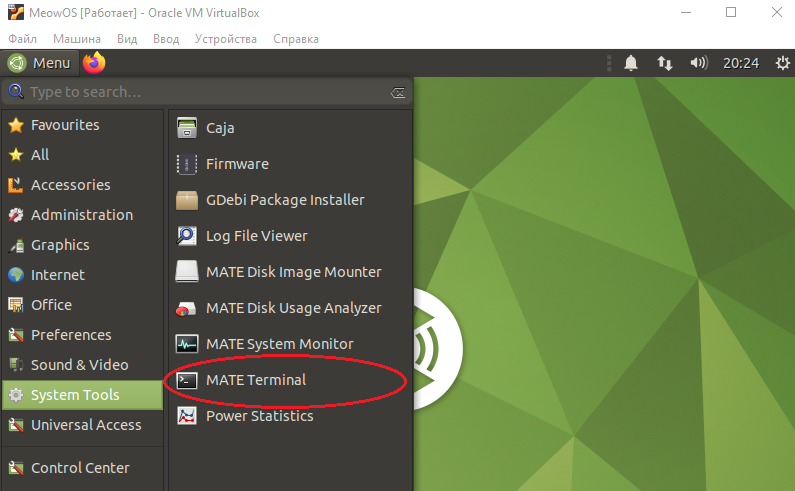 MeowOS [Работает] - Oracle VM VirtualBox
Файл Машина Вид Ввод Устройства Справка
Menu 20:24
Type to search...
Favourites
All
Accessories
Administration
Graphics
Internet
Office
Preferences
Sound & Video
System Tools
Universal Access
Control Center
Caja
Firmware
GDebi Package Installer
Log File Viewer
MATE Disk Image Mounter
MATE Disk Usage Analyzer
MATE System Monitor
MATE Terminal
Power Statistics